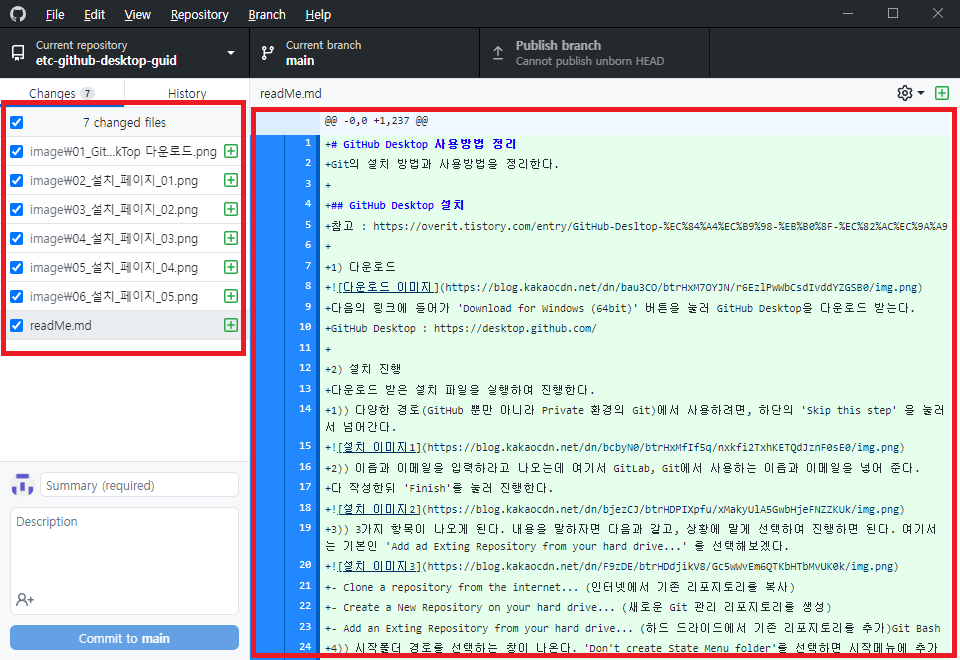 File Edit View Repository Branch Help
Current repository
etc-github-desktop-guid
Current branch
main
Publish branch
Cannot publish unborn HEAD
Changes 7
History
readMe.md
7 changed files
image₩01_Git...kTop 다운로드.png
image₩02_설치_페이지_01.png
image₩03_설치_페이지_02.png
image₩04_설치_페이지_03.png
image₩05_설치_페이지_04.png
image₩06_설치_페이지_05.png
readMe.md
Summary (required)
Description
Commit to main
@@ -0,0 +1,237 @@
1 +# GitHub Desktop 사용방법 정리
2 +Git의 설치 방법과 사용방법을 정리한다.
3 +
4 +## GitHub Desktop 설치
5 +참고 : https://overit.tistory.com/entry/GitHub-Desltop-%EC%84%A4%EC%B9%98-%EB%B0%8F-%EC%82%AC%EC%9A%A9
6 +
7 +1) 다운로드
8 +![다운로드 이미지](https://blog.kakaocdn.net/dn/bau3CO/btrHxM7OYJN/r6EzlPwWbCsdIvddYZGSB0/img.png)
9 +다음의 링크에 들어가 'Download for Windows (64bit)' 버튼을 눌러 GitHub Desktop을 다운로드 받는다.
10 +GitHub Desktop : https://desktop.github.com/
11 +
12 +2) 설치 진행
13 +다운로드 받은 설치 파일을 실행하여 진행한다.
14 +1)) 다양한 경로(GitHub 뿐만 아니라 Private 환경의 Git)에서 사용하려면, 하단의 'Skip this step' 을 눌러
서 넘어간다.
15 +![설치 이미지1](https://blog.kakaocdn.net/dn/bcbyN0/btrHxMfIf5q/nxkfi2TxhKETQdJznF0sE0/img.png)
16 +2)) 이음과 이메일을 입력하라고 나오는데 여기서 GitLab, Git에서 사용하는 이음과 이메일을 넣어 준다.
17 +다 작성한뒤 'Finish'를 눌러 진행한다.
18 +![설치 이미지2](https://blog.kakaocdn.net/dn/bjezCJ/btrHDPIXpfu/xMakyUlA5GwbHjeFNZZKUk/img.png)
19 +3)) 3가지 항목이 나오게 된다. 내용을 말하자면 다음과 같고, 상황에 맞게 선택하여 진행하면 된다. 여기서
는 기본인 'Add ad Exting Repository from your hard drive...' 를 선택해보겠다.
20 +![설치 이미지3](https://blog.kakaocdn.net/dn/F9zDE/btrHDdjikV8/Gc5wWvEm6QTKbHTbMvUK0k/img.png)
21 +- Clone a repository from the internet... (인터넷에서 기존 리포지토리를 복사)
22 +- Create a New Repository on your hard drive... (새로운 Git 관리 리포지토리를 생성)
23 +- Add an Exting Repository from your hard drive... (하드 드라이드에서 기존 리포지토리를 추가)Git Bash
24 +4)) 시작폴더 경로를 선택하는 창이 나온다. 'Don't create State Menu folder'를 선택하면 시작메뉴에 추가